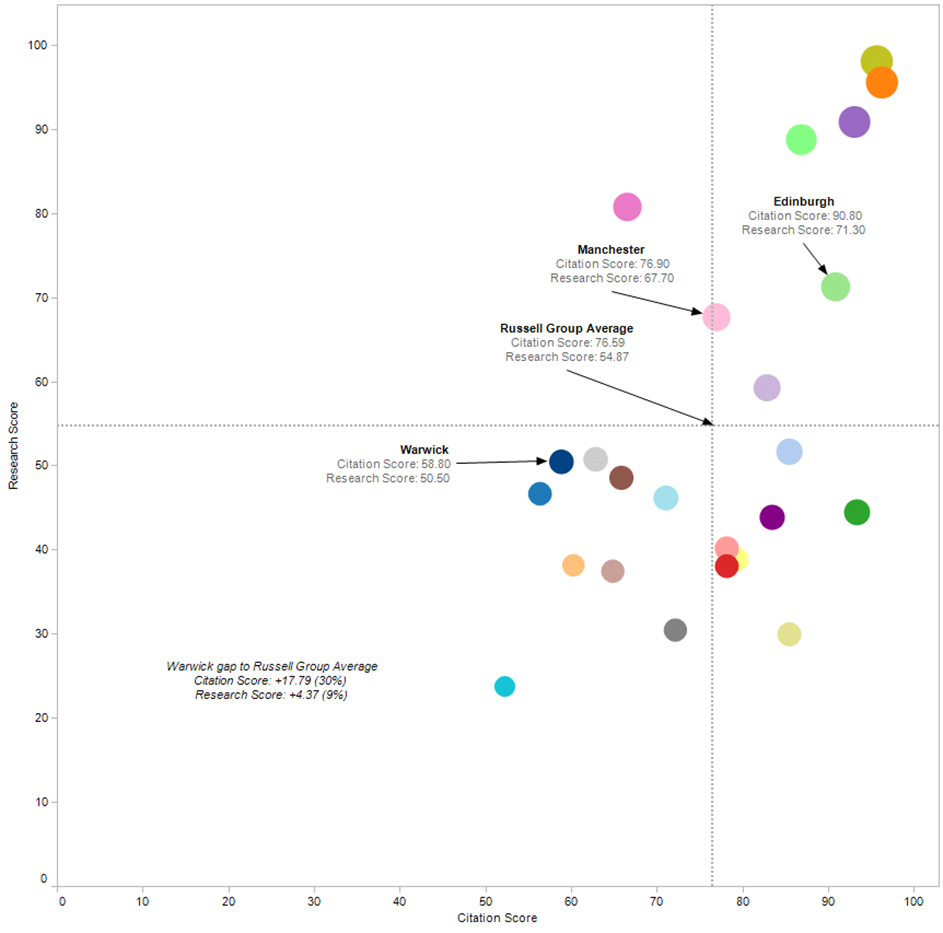 100
90
80
70
60
50
40
30
20
10
0
Research Score
Edinburgh
Citation Score: 90.80
Research Score: 71.30
Manchester
Citation Score: 76.90
Research Score: 67.70
Russell Group Average
Citation Score: 76.59
Research Score: 54.87
Warwick
Citation Score: 58.80
Research Score: 50.50
Warwick gap to Russell Group Average
Citation Score: +17.79 (30%)
Research Score: +4.37 (9%)
0 10 20 30 40 50 60 70 80 90 100
Citation Score